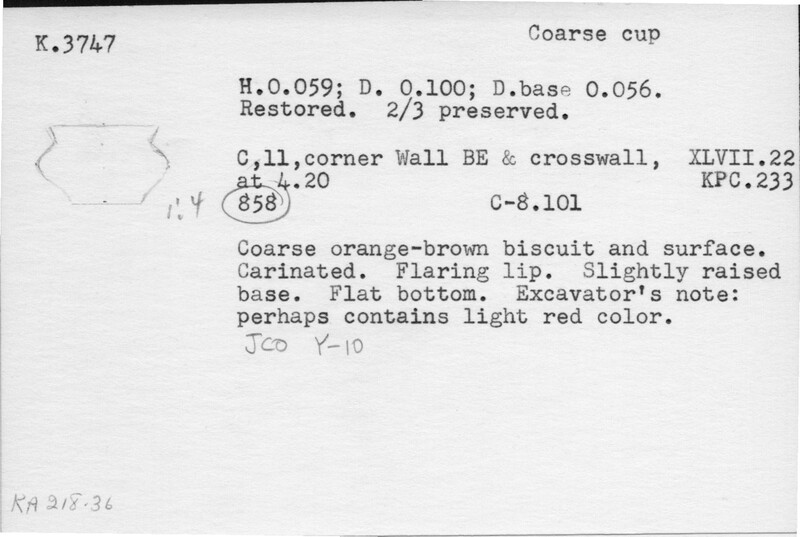 K.3747
Coarse cup
H.0.059; D. 0.100; D.base 0.056.
Restored. 2/3 preserved.
C,11,corner Wall BE & crosswall, XLVII.22
at 4.20 KPC.233
1:4
858 C-8.101
Coarse orange-brown biscuit and surface.
Carinated. Flaring lip. Slightly raised
base. Flat bottom. Excavator's note:
perhaps contains light red color.
JCO Y-10
KA 218.36